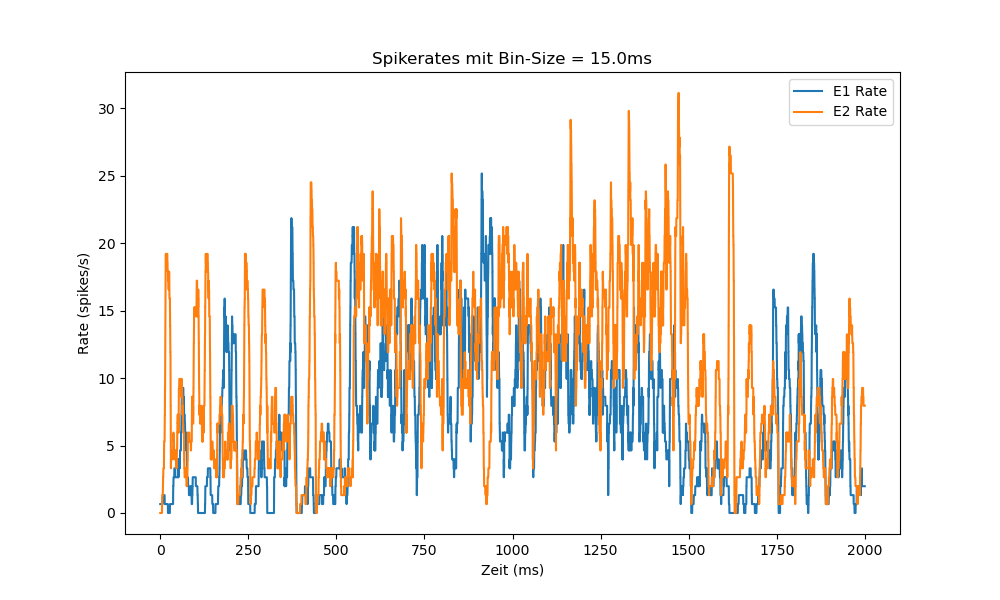 Spikerates mit Bin-Size = 15.0ms
E1 Rate
E2 Rate
Rate (spikes/s)
30
25
20
15
10
5
0
0 250 500 750 1000 1250 1500 1750 2000
Zeit (ms)